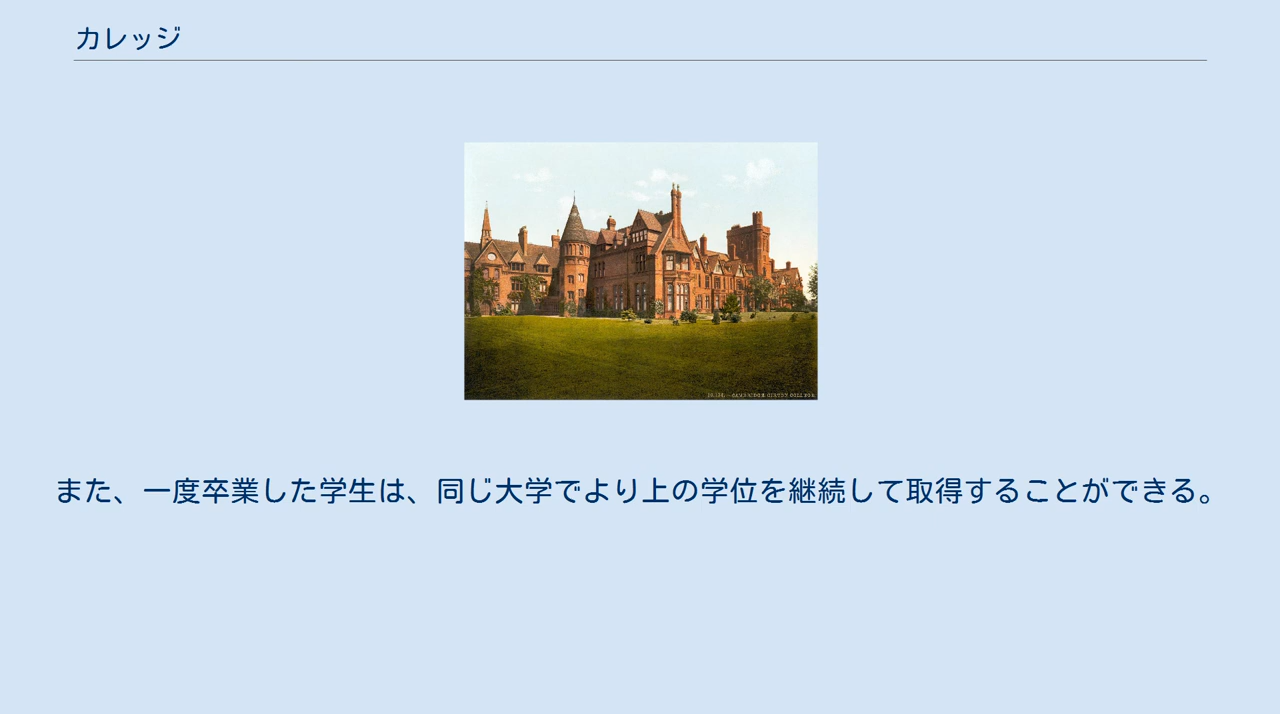 カレッジ
また、一度卒業した学生は、同じ大学でより上の学位を継続して取得することができる。